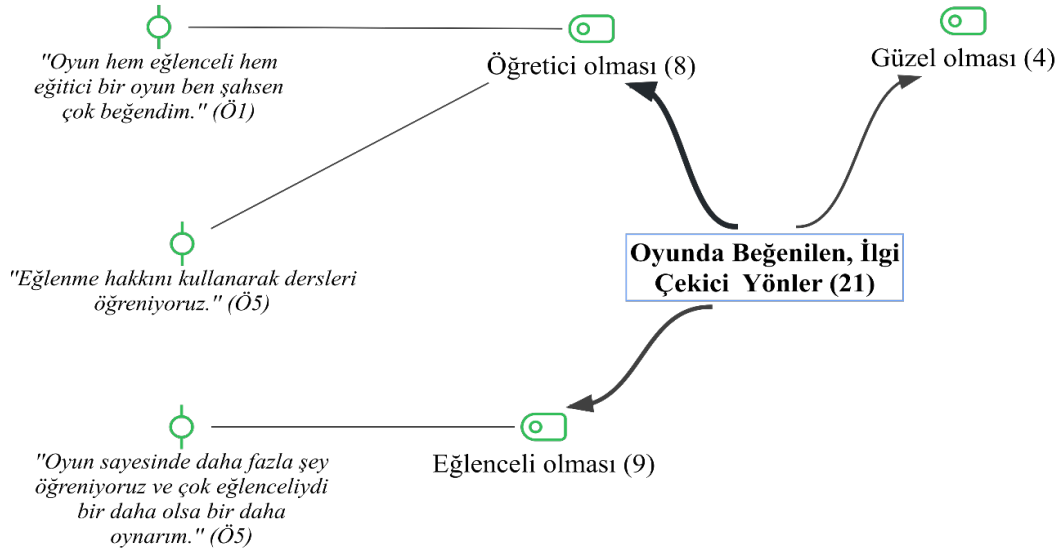 "Oyun hem eğlenceli hem
eğitici bir oyun ben şahsen
çok beğendim." (Ö1)
Öğretici olması (8)
Güzel olması (4)
"Eğlenme hakkını kullanarak dersleri
öğreniyoruz." (Ö5)
Oyunda Beğenilen, İlgi
Çekici Yönler (21)
"Oyun sayesinde daha fazla şey
öğreniyoruz ve çok eğlenceliydi
bir daha olsa bir daha
oynarım." (Ö5)
Eğlenceli olması (9)